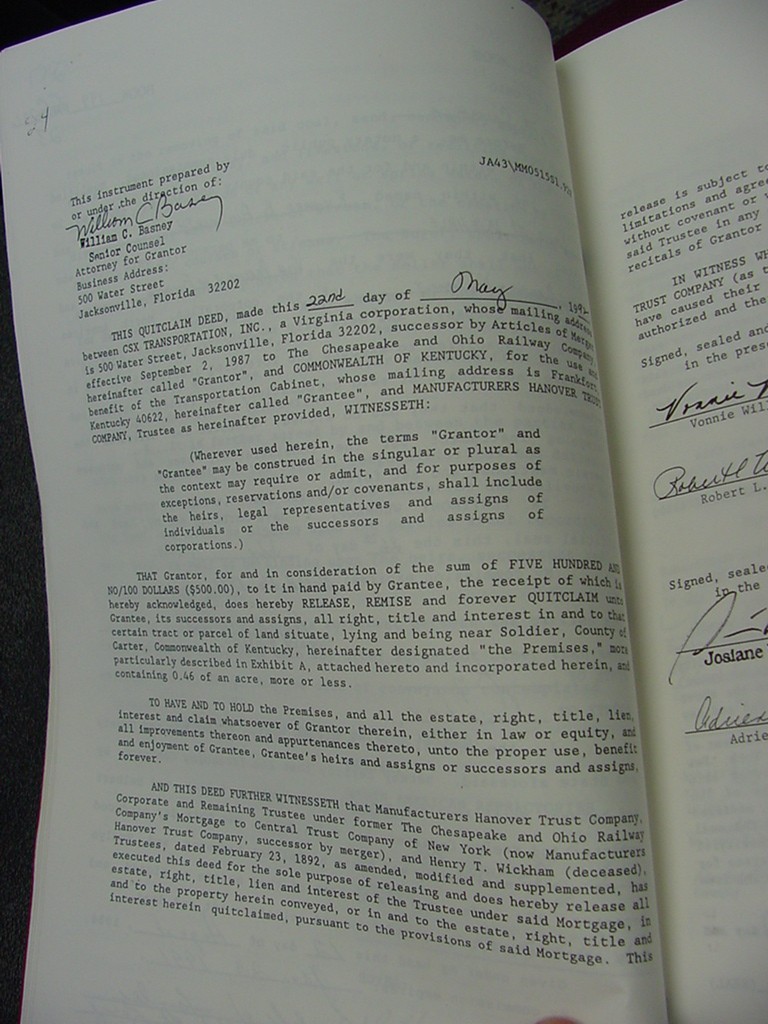 24
JA43\MM051551.
This instrument prepared by
or under the direction of:
William C Basney
William C. Basney
Senior Counsel
Attorney for Grantor
Business Address:
500 Water Street
Jacksonville, Florida 32202
THIS QUITCLAIM DEED, made this 22nd day of May, 1992
between CSX TRANSPORTATION, INC., a Virginia corporation, whose mailing address
is 500 Water Street, Jacksonville, Florida 32202, successor by Articles of Merger
effective September 2, 1987 to The Chesapeake and Ohio Railway Company
hereinafter called "Grantor", and COMMONWEALTH OF KENTUCKY, for the use and
benefit of the Transportation Cabinet, whose mailing address is Frankfort,
Kentucky 40622, hereinafter called "Grantee", and MANUFACTURERS HANOVER TRUST
COMPANY, Trustee as hereinafter provided, WITNESSETH:
(Wherever used herein, the terms "Grantor" and
"Grantee" may be construed in the singular or plural as
the context may require or admit, and for purposes of
exceptions, reservations and/or covenants, shall include
the heirs, legal representatives and assigns of
individuals or the successors and assigns of
corporations.)
THAT Grantor, for and in consideration of the sum of FIVE HUNDRED AND
NO/100 DOLLARS ($500.00), to it in hand paid by Grantee, the receipt of which is
hereby acknowledged, does hereby RELEASE, REMISE and forever QUITCLAIM unto
Grantee, its successors and assigns, all right, title and interest in and to that
certain tract or parcel of land situate, lying and being near Soldier, County of
Carter, Commonwealth of Kentucky, hereinafter designated "the Premises," more
particularly described in Exhibit A, attached hereto and incorporated herein, and
containing 0.46 of an acre, more or less.
TO HAVE AND TO HOLD the Premises, and all the estate, right, title, lien,
interest and claim whatsoever of Grantor therein, either in law or equity, and
all improvements thereon and appurtenances thereto, unto the proper use, benefit
and enjoyment of Grantee, Grantee's heirs and assigns or successors and assigns,
forever.
AND THIS DEED FURTHER WITNESSETH that Manufacturers Hanover Trust Company,
Corporate and Remaining Trustee under former The Chesapeake and Ohio Railway
Company's Mortgage to Central Trust Company of New York (now Manufacturers
Hanover Trust Company, successor by merger), and Henry T. Wickham (deceased),
Trustees, dated February 23, 1892, as amended, modified and supplemented, has
executed this deed for the sole purpose of releasing and does hereby release all
estate, right, title, lien and interest of the Trustee under said Mortgage, in
and to the property herein conveyed, or in and to the estate, right, title and
interest herein quitclaimed, pursuant to the provisions of said Mortgage. This
release is subject to
limitations and
without covenant or
said Trustee in any
recitals of Grantor
IN WITNESS
TRUST COMPANY (as
have caused their
authorized and the
Signed, sealed and
in the
Vonnie
Vonnie
Robert L
Robert L.
Signed,
in the
Josiane